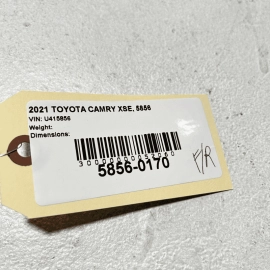 2021 TOYOTA CAMRY XSE, 5856
VIN: U415856
Weight:
Dimensions:
5856-0170
F/R